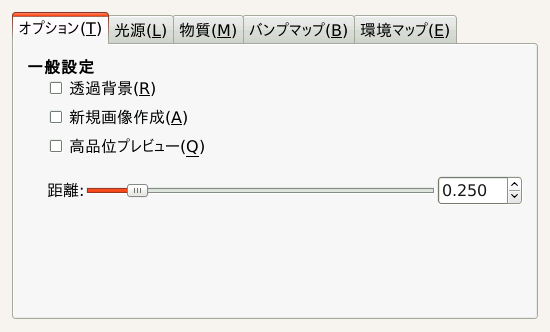 オプション(T) 光源(L) 物質(M) バンプマップ(B) 環境マップ(E)
一般設定
透過背景(R)
新規画像作成(A)
高品位プレビュー(Q)
距離: 0.250